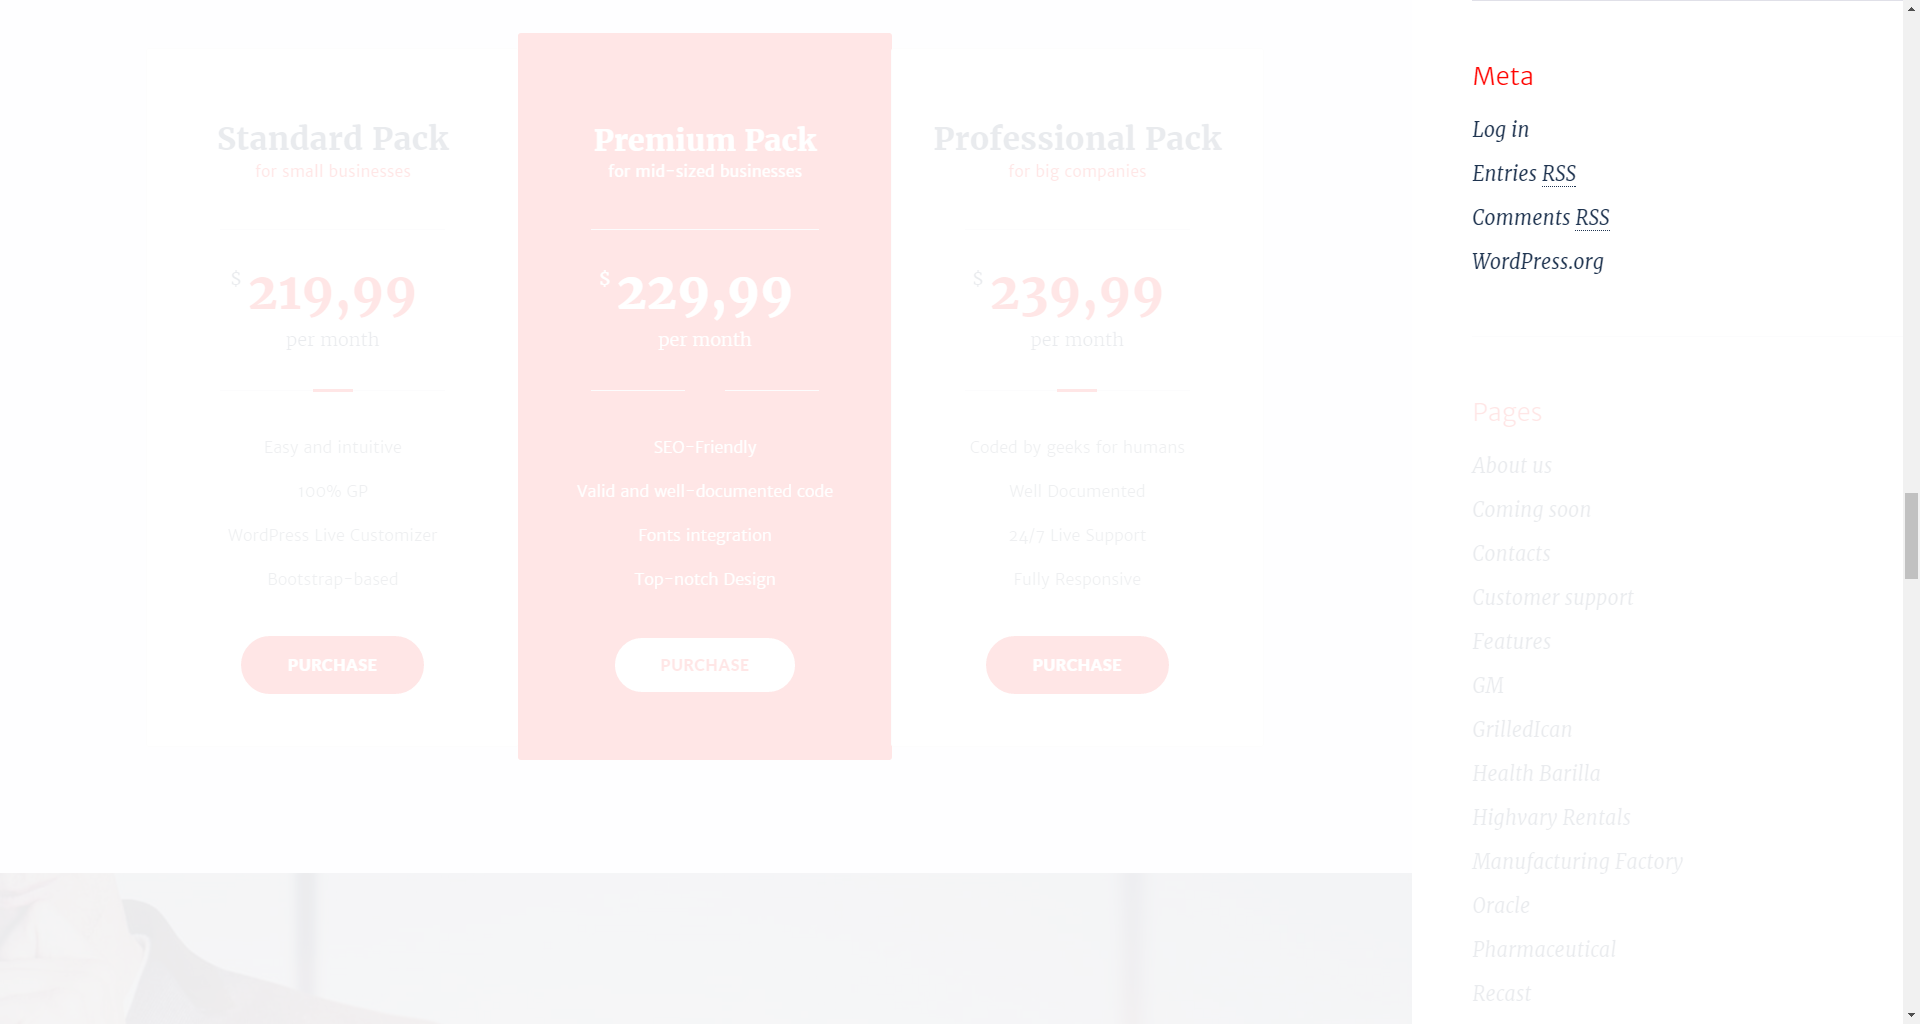 Standard Pack
for small businesses
$ 219,99
per month
Easy and intuitive
100% GP
WordPress Live Customizer
Bootstrap-based
PURCHASE
Premium Pack
for mid-sized businesses
$ 229,99
per month
SEO-Friendly
Valid and well-documented code
Fonts integration
Top-notch Design
PURCHASE
Professional Pack
for big companies
$ 239,99
per month
Coded by geeks for humans
Well Documented
24/7 Live Support
Fully Responsive
PURCHASE
Meta
Log in
Entries RSS
Comments RSS
WordPress.org
Pages
About us
Coming soon
Contacts
Customer support
Features
GM
GrilledIcan
Health Barilla
Highvary Rentals
Manufacturing Factory
Oracle
Pharmaceutical
Recast